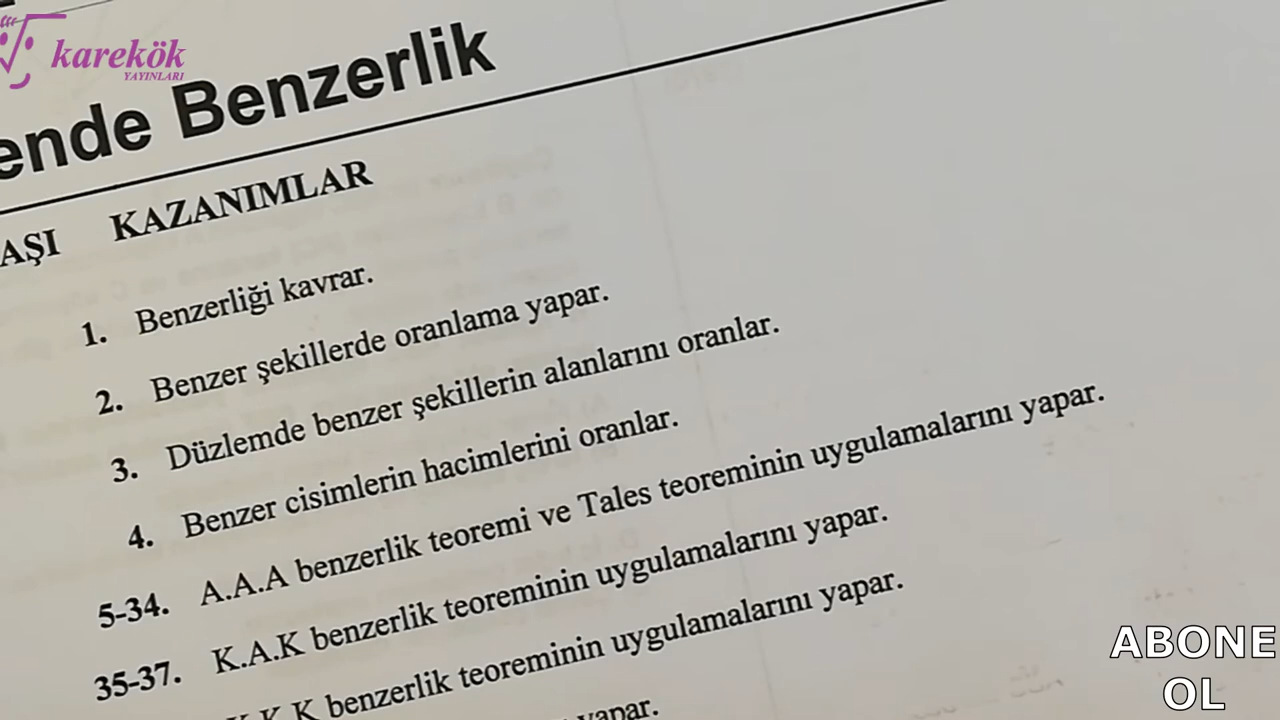 karekök
YAYINLARI
Benzerlik
KAZANIMLAR
1. Benzerliği kavrar.
2. Benzer şekillerde oranlama yapar.
3. Düzlemde benzer şekillerin alanlarını oranlar.
4. Benzer cisimlerin hacimlerini oranlar.
5-34. A.A.A benzerlik teoremi ve Tales teoreminin uygulamalarını yapar.
35-37. K.A.K benzerlik teoreminin uygulamalarını yapar.
benzerlik teoreminin uygulamalarını yapar.
yapar.
ABONE
OL